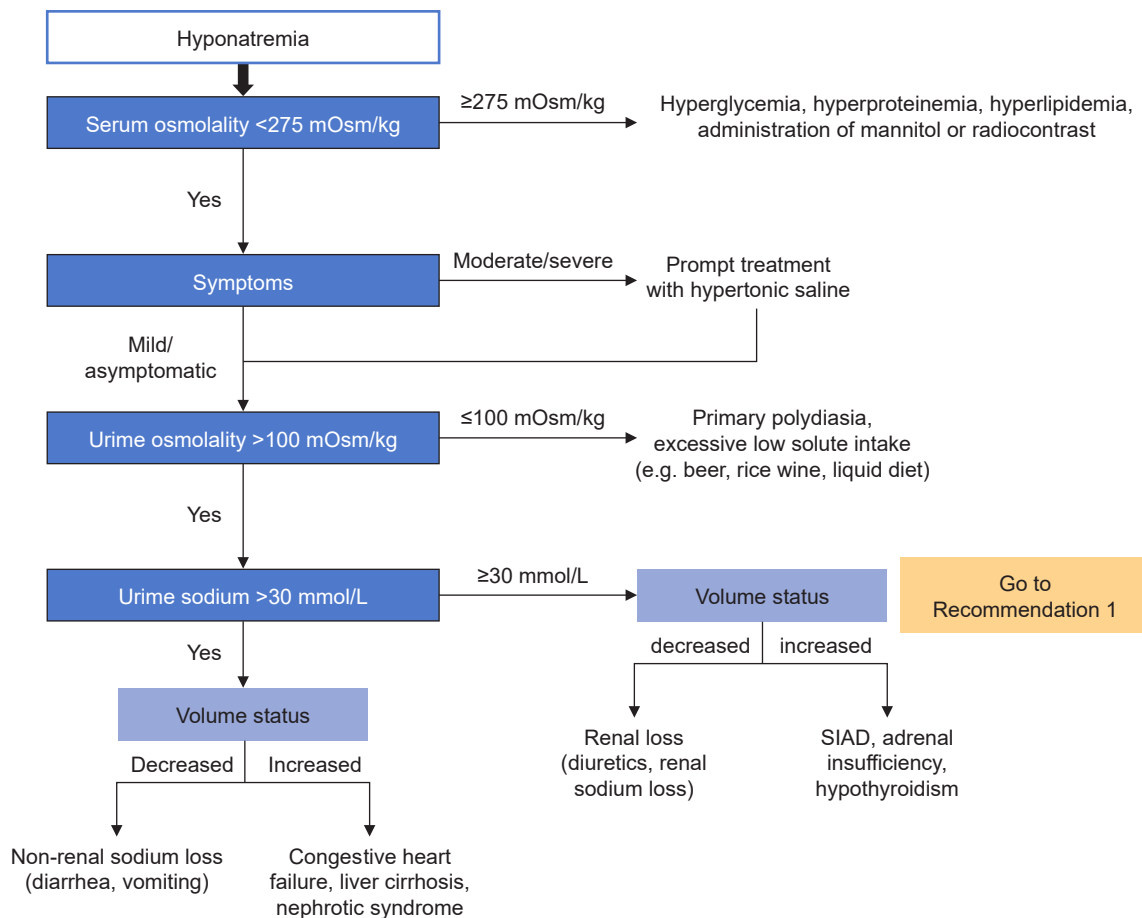 Hyponatremia
Serum osmolality <275 mOsm/kg
≥275 mOsm/kg
Hyperglycemia, hyperproteinemia, hyperlipidemia,
administration of mannitol or radiocontrast
Yes
Symptoms
Moderate/severe
Prompt treatment
with hypertonic saline
Mild/
asymptomatic
Urime osmolality >100 mOsm/kg
≤100 mOsm/kg
Primary polydiasia,
excessive low solute intake
(e.g. beer, rice wine, liquid diet)
Yes
Urime sodium >30 mmol/L
≥30 mmol/L
Volume status
Go to
Recommendation 1
decreased
increased
Renal loss
(diuretics, renal
sodium loss)
SIAD, adrenal
insufficiency,
hypothyroidism
Yes
Volume status
Decreased
Increased
Non-renal sodium loss
(diarrhea, vomiting)
Congestive heart
failure, liver cirrhosis,
nephrotic syndrome